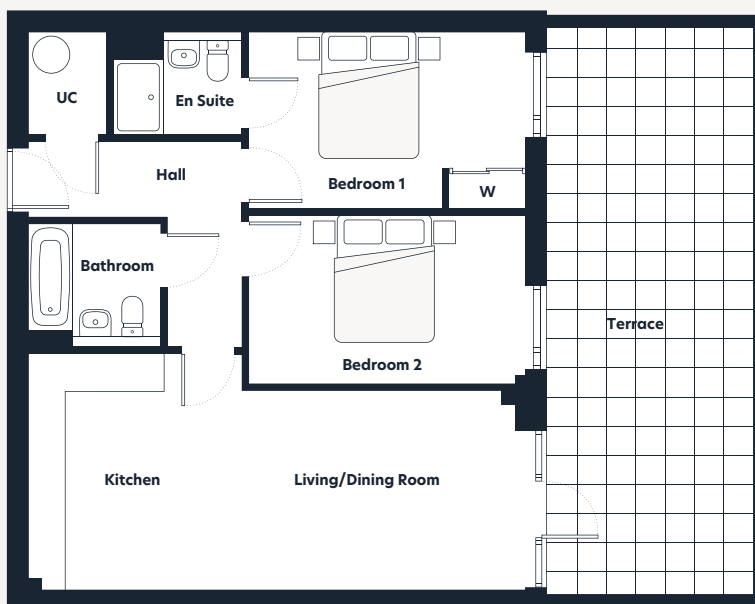 UC
En Suite
Hall
Bedroom 1
W
Bathroom
Terrace
Bedroom 2
Kitchen
Living/Dining Room